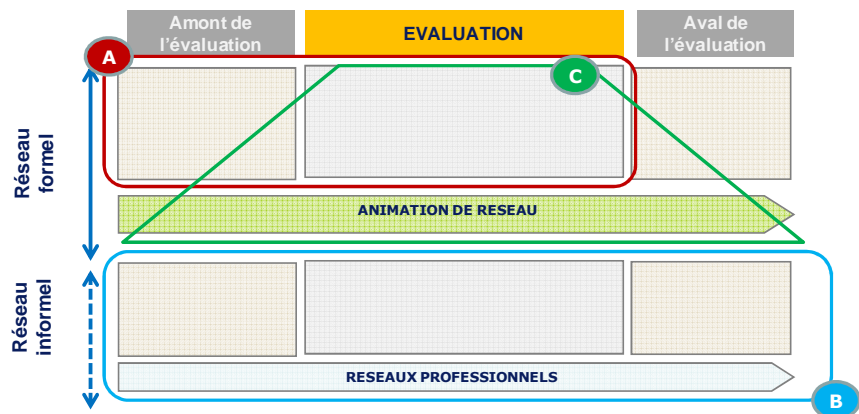 Amont de
l'évaluation
EVALUATION
Aval de
l'évaluation
A
C
Réseau
formel
ANIMATION DE RESEAU
Réseau
informel
RESEAUX PROFESSIONNELS
B